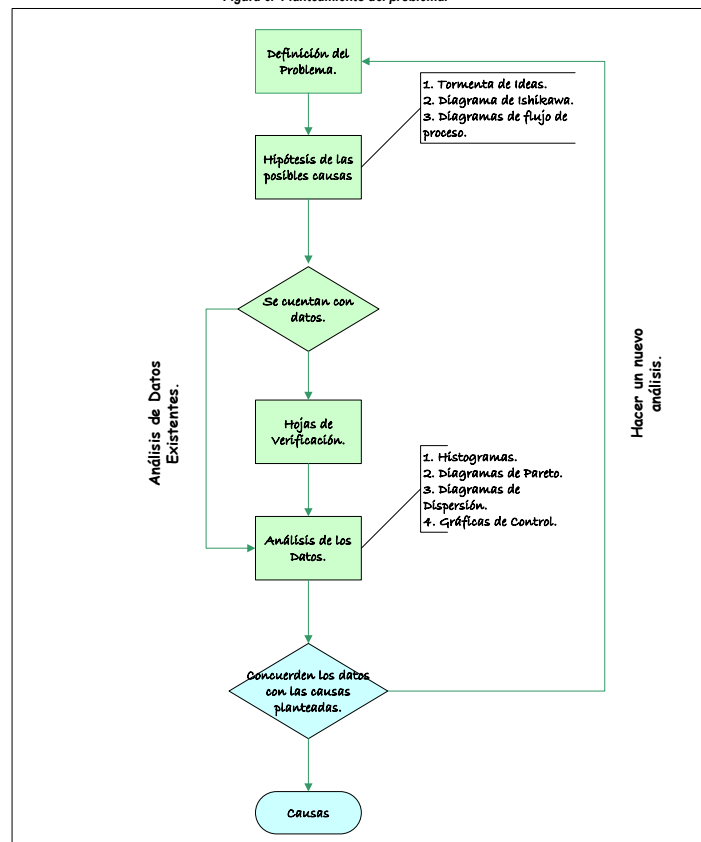 Definición del
Problema.
1. Tormenta de Ideas.
2. Diagrama de Ishikawa.
3. Diagramas de flujo de
proceso.
Hipótesis de las
posibles causas
Se cuentan con
datos.
Análisis de Datos
Existentes.
Hacer un nuevo
análisis.
Hojas de
Verificación.
1. Histogramas.
2. Diagramas de Pareto.
3. Diagramas de
Dispersión.
4. Gráficas de Control.
Análisis de los
Datos.
Concuerden los datos
con las causas
planteadas.
Causas